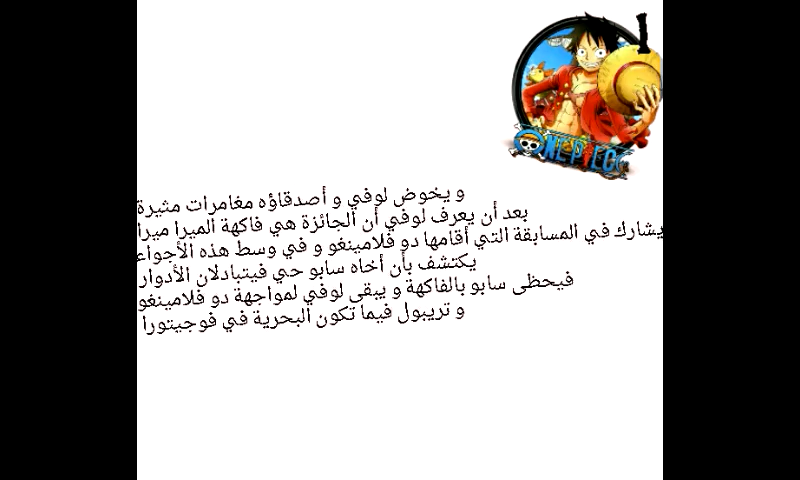 ONE PIECE
و يخوض لوفي و أصدقاؤه مغامرات مثيرة
بعد أن يعرف لوفي أن الجائزة هي فاكهة الميرا ميرا
يشارك في المسابقة التي أقامها دو فلامينغو و في وسط هذه الأجواء
يكتشف بأن أخاه سابو حي فيتبادلان الأدوار
فيحظى سابو بالفاكهة و يبقى لوفي لمواجهة دو فلامينغو
و تريبول فيما تكون البحرية في فوجيتورا